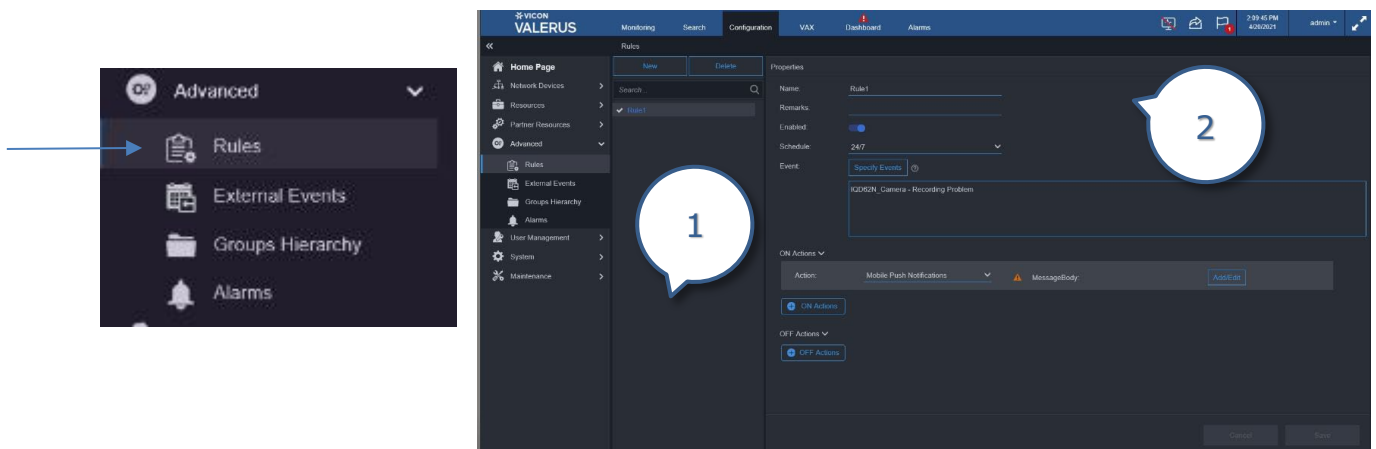 Advanced
Rules
External Events
Groups Hierarchy
Alarms
VICON
VALERUS
Monitoring Search Configuration VAX Dashboard Alarms
2:09:45 PM
4/20/2021
admin
Rules
Home Page
Network Devices
Resources
Partner Resources
Advanced
Rules
External Events
Groups Hierarchy
Alarms
User Management
System
Maintenance
New Delete
Search...
Rule1
1
Properties
Name: Rule1
Remarks:
Enabled:
Schedule: 24/7
Event: Specify Events
IQD62N_Camera - Recording Problem
ON Actions
Action: Mobile Push Notifications MessageBody: Add/Edit
ON Actions
OFF Actions
OFF Actions
2
Cancel Save